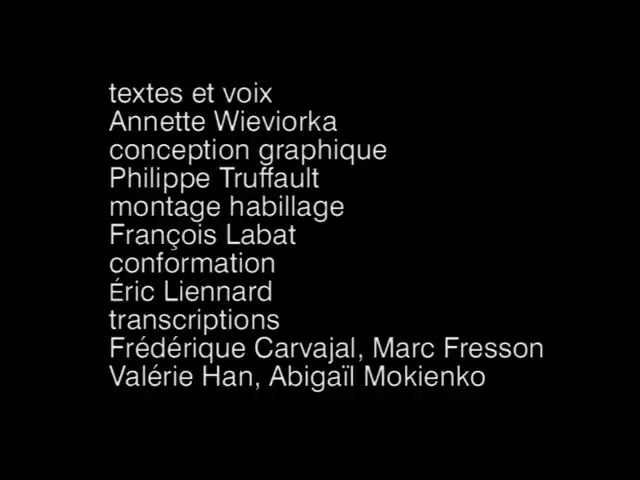 textes et voix
Annette Wieviorka
conception graphique
Philippe Truffault
montage habillage
François Labat
conformation
Éric Liennard
transcriptions
Frédérique Carvajal, Marc Fresson
Valérie Han, Abigaïl Mokienko